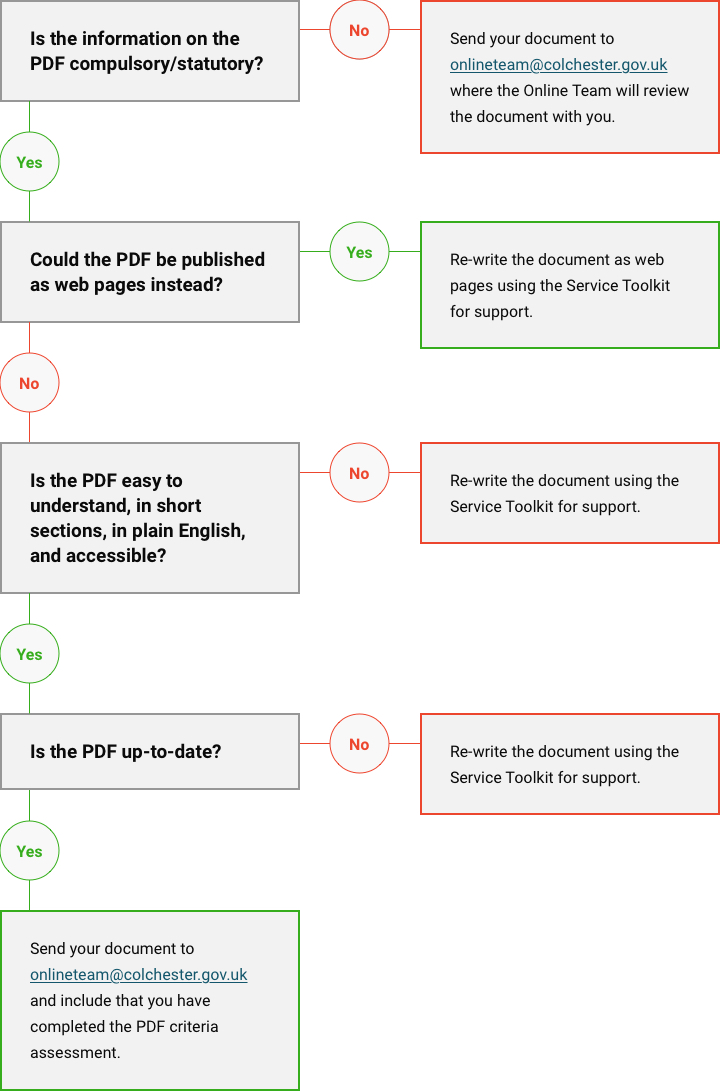 Is the information on the
PDF compulsory/statutory?
No
Send your document to
onlineteam@colchester.gov.uk
where the Online Team will review
the document with you.
Yes
Could the PDF be published
as web pages instead?
Yes
Re-write the document as web
pages using the Service Toolkit
for support.
No
Is the PDF easy to
understand, in short
sections, in plain English,
and accessible?
No
Re-write the document using the
Service Toolkit for support.
Yes
Is the PDF up-to-date?
No
Re-write the document using the
Service Toolkit for support.
Yes
Send your document to
onlineteam@colchester.gov.uk
and include that you have
completed the PDF criteria
assessment.